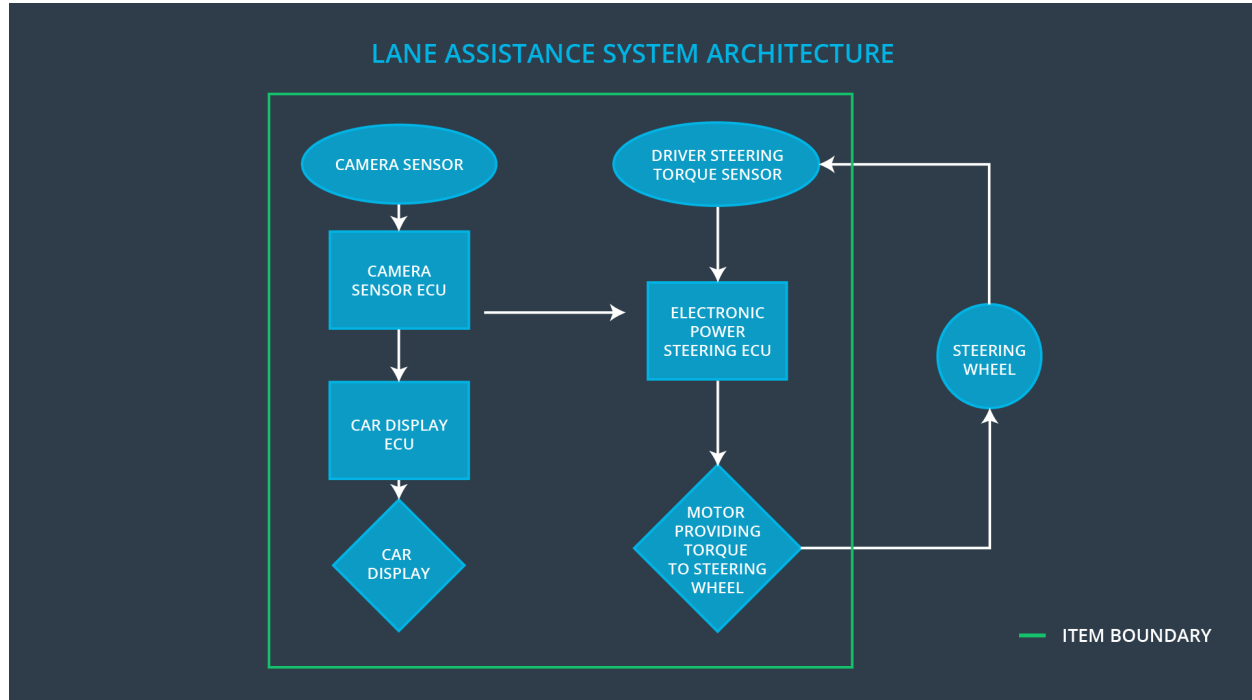 LANE ASSISTANCE SYSTEM ARCHITECTURE
CAMERA SENSOR
DRIVER STEERING
TORQUE SENSOR
CAMERA
SENSOR ECU
ELECTRONIC
POWER
STEERING ECU
STEERING
WHEEL
CAR DISPLAY
ECU
MOTOR
PROVIDING
TORQUE
TO STEERING
WHEEL
CAR
DISPLAY
ITEM BOUNDARY